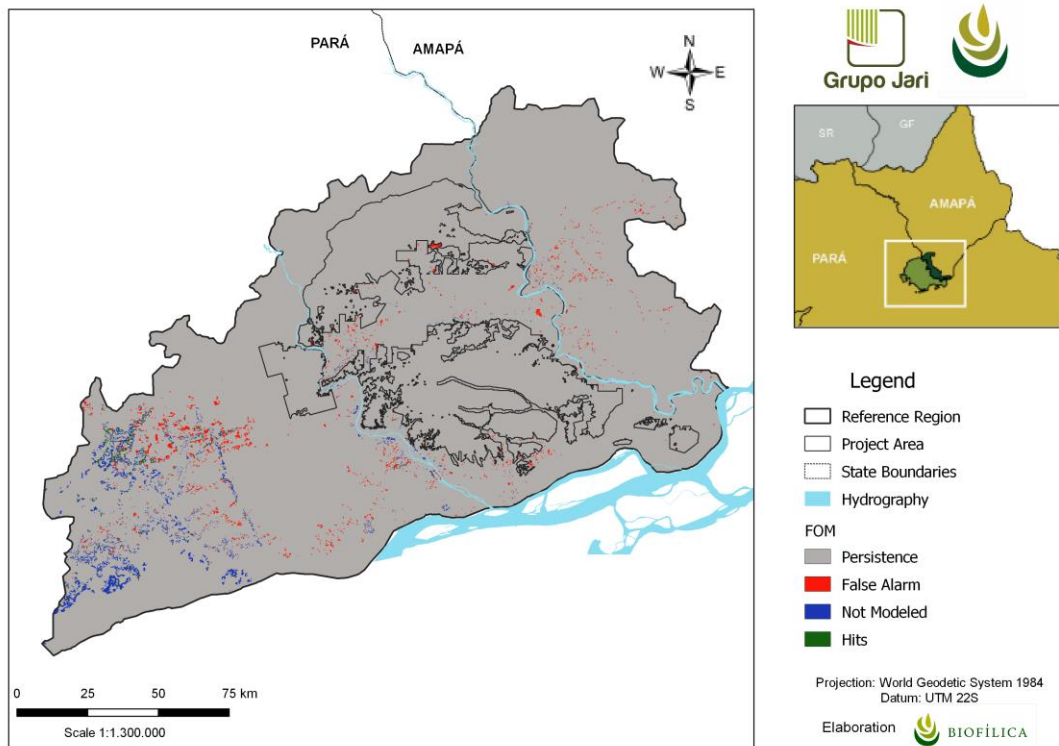 PARÁ
AMAPÁ
N
W
E
S
0 25 50 75 km
Scale 1:1.300.000
Grupo Jari
SR
GF
AMAPÁ
PARÁ
Legend
Reference Region
Project Area
State Boundaries
Hydrography
FOM
Persistence
False Alarm
Not Modeled
Hits
Projection: World Geodetic System 1984
Datum: UTM 22S
Elaboration
BIOFÍLICA